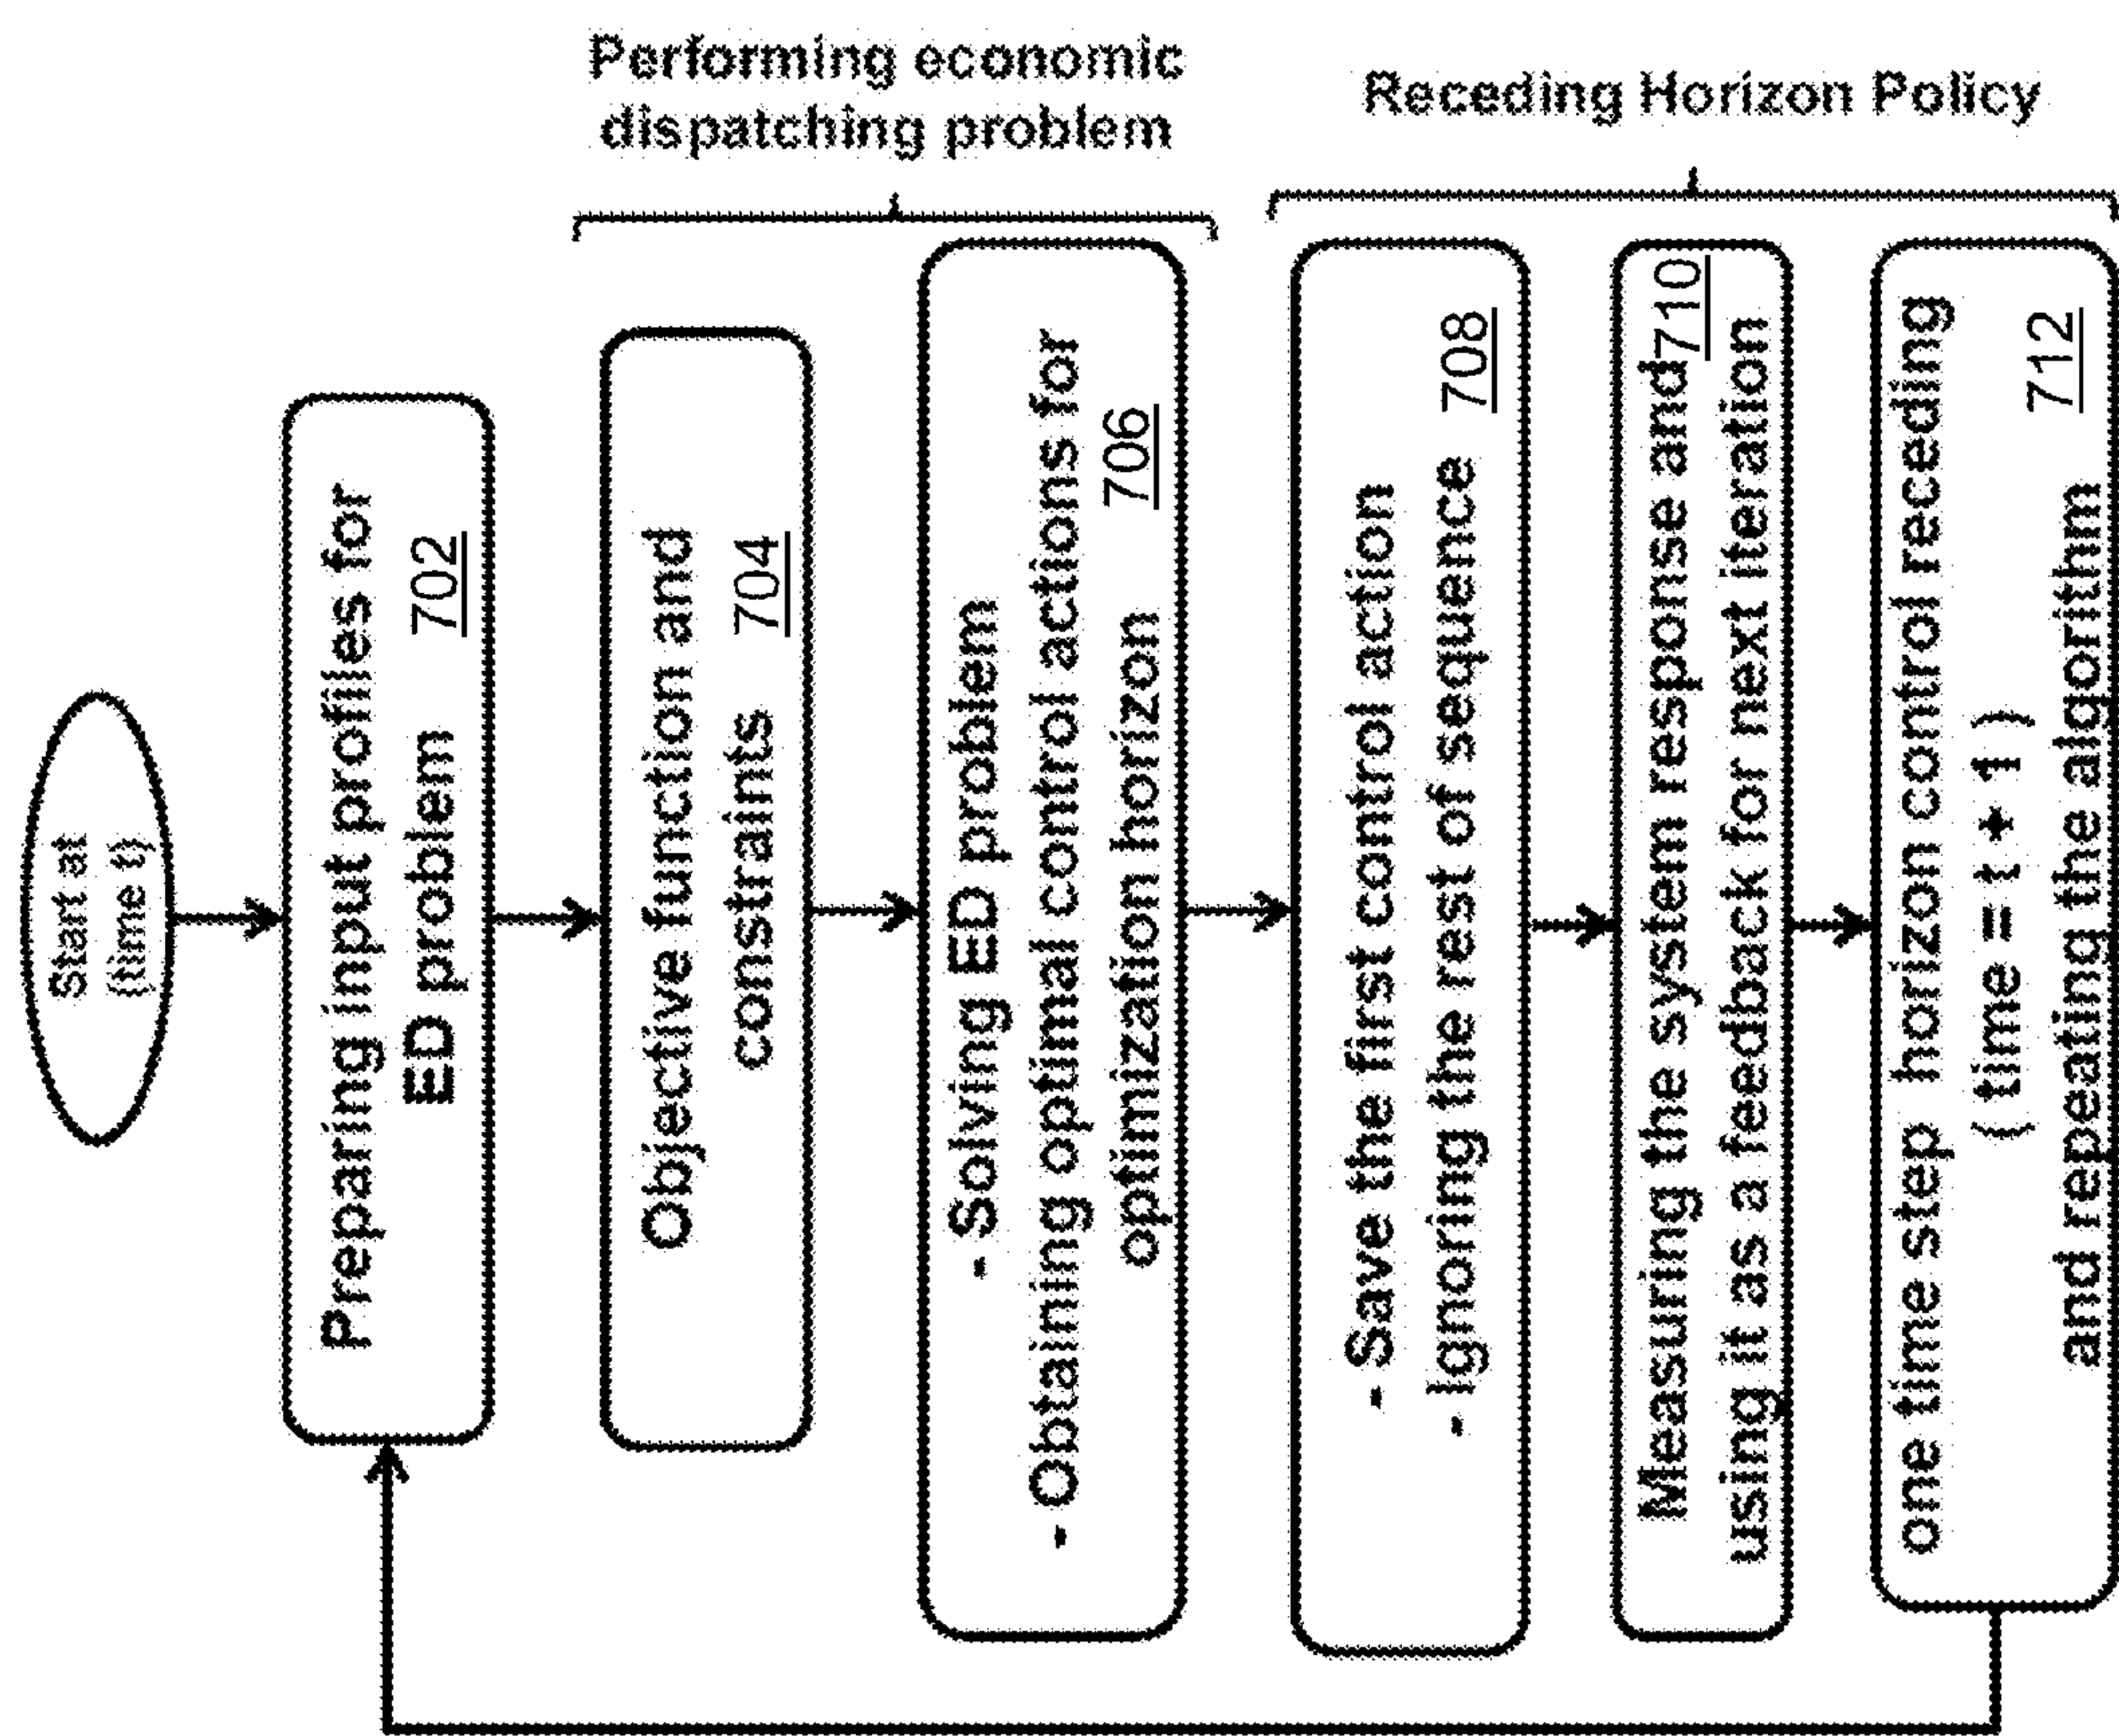 Performing economic
dispatching problem
Receding Horizon Policy
Start at
(time t)
Preparing input profiles for
ED problem 702
Objective function and
constraints 704
- Solving ED problem
- Obtaining optimal control actions for
optimization horizon 706
- Save the first control action
- Ignoring the rest of sequence 708
Measuring the system response and 710
using it as a feedback for next iteration
one time step horizon control receding
( time = t + 1 ) 712
and repeating the algorithm